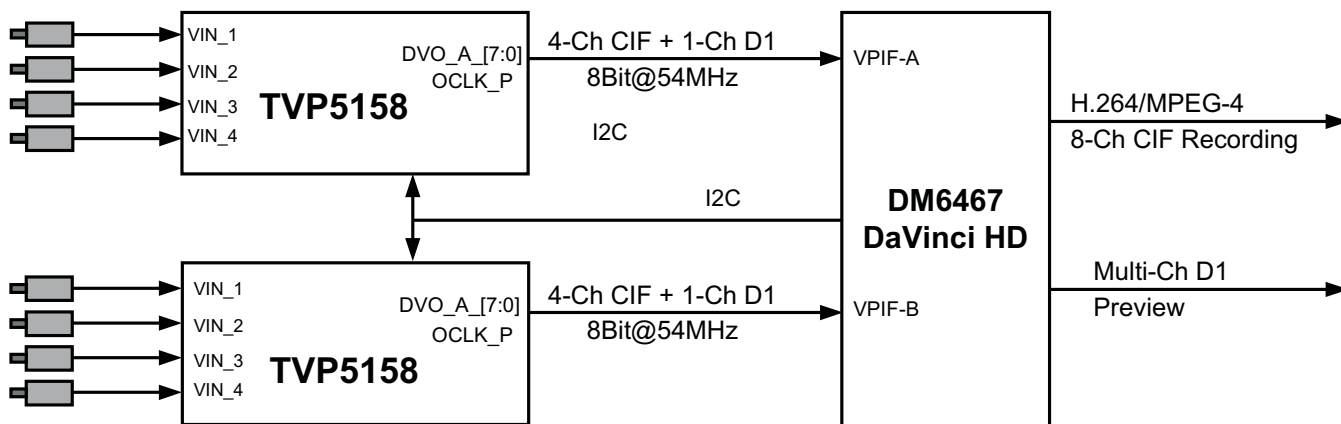 VIN_1
VIN_2
VIN_3
VIN_4
DVO_A_[7:0]
OCLK_P
TVP5158
4-Ch CIF + 1-Ch D1
8Bit@54MHz
I2C
I2C
VIN_1
VIN_2
VIN_3
VIN_4
DVO_A_[7:0]
OCLK_P
TVP5158
4-Ch CIF + 1-Ch D1
8Bit@54MHz
VPIF-A
DM6467
DaVinci HD
VPIF-B
H.264/MPEG-4
8-Ch CIF Recording
Multi-Ch D1
Preview